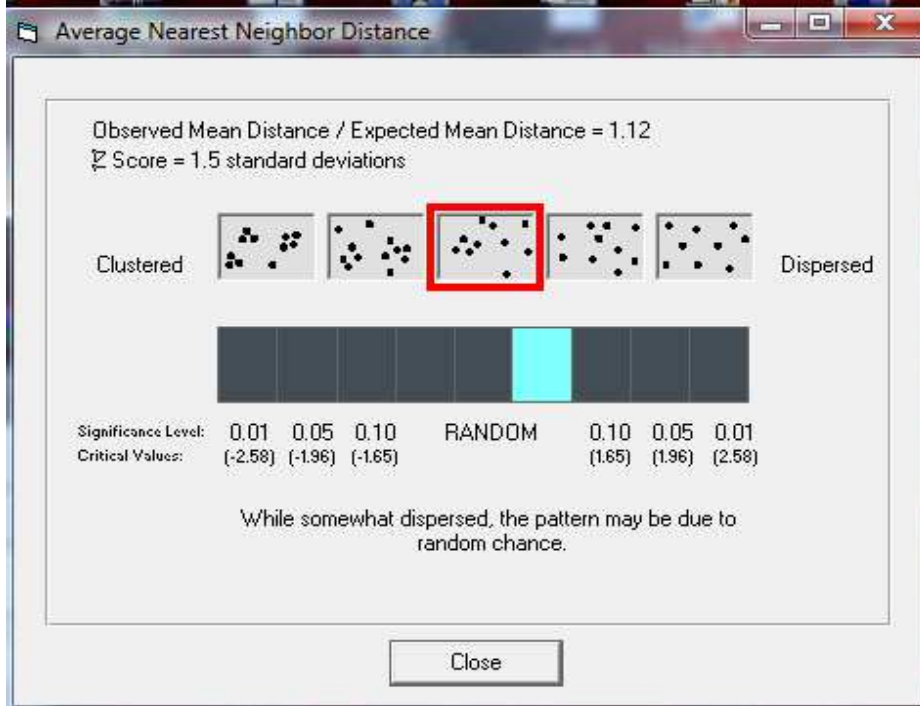 Average Nearest Neighbor Distance
Observed Mean Distance / Expected Mean Distance = 1.12
Z Score = 1.5 standard deviations
Clustered
Dispersed
Significance Level: 0.01 0.05 0.10 RANDOM 0.10 0.05 0.01
Critical Values: (-2.58) (-1.96) (-1.65) (1.65) (1.96) (2.58)
While somewhat dispersed, the pattern may be due to
random chance.
Close